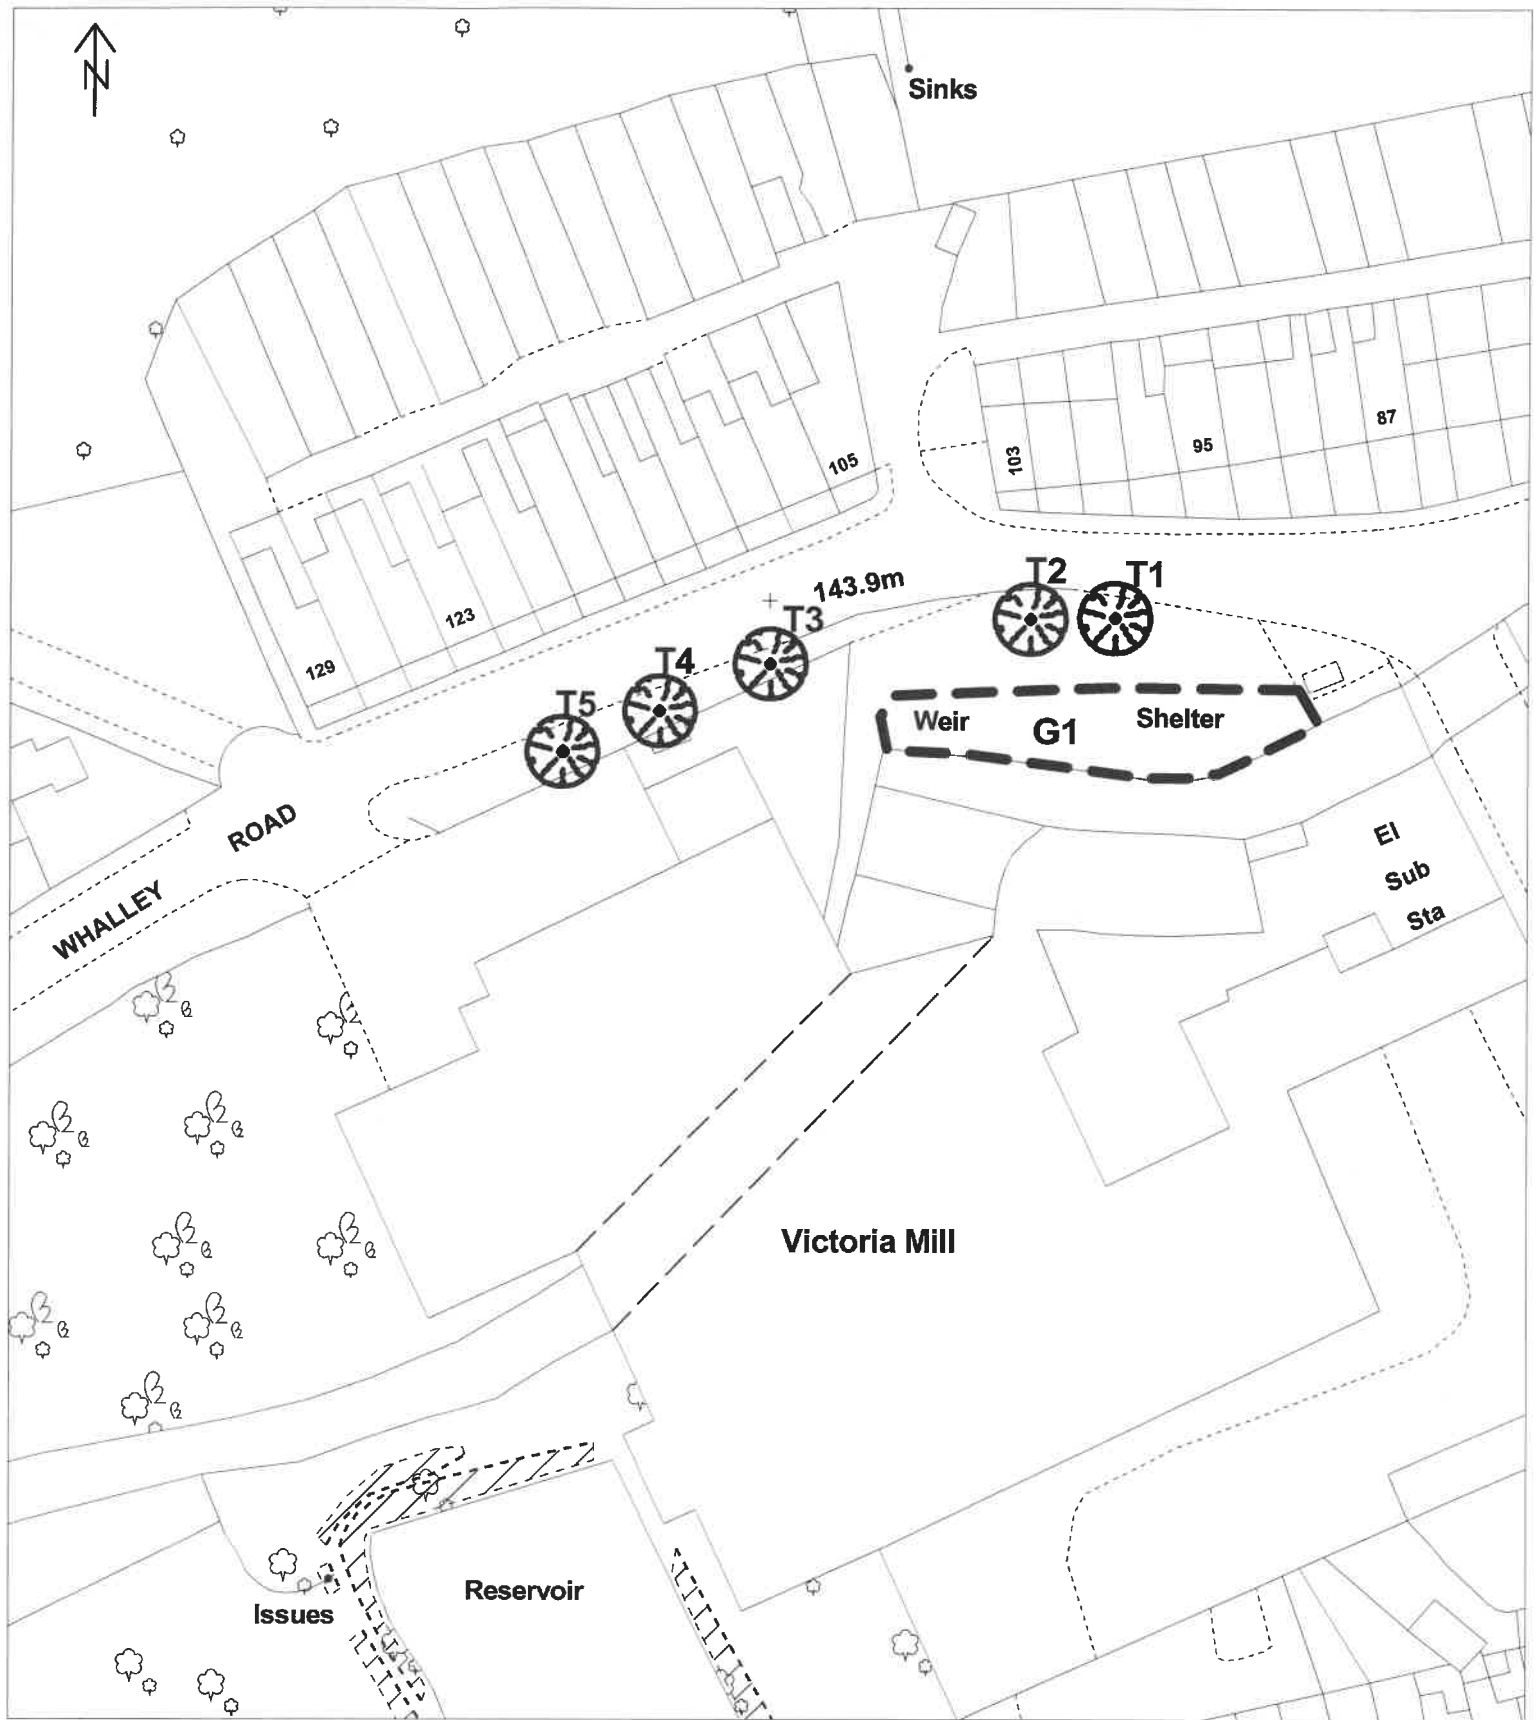 N
Sinks
105
103
95
87
143.9m
T2
T1
T3
T4
T5
123
129
Weir
G1
Shelter
WHALLEY ROAD
El
Sub
Sta
Victoria Mill
Reservoir
Issues